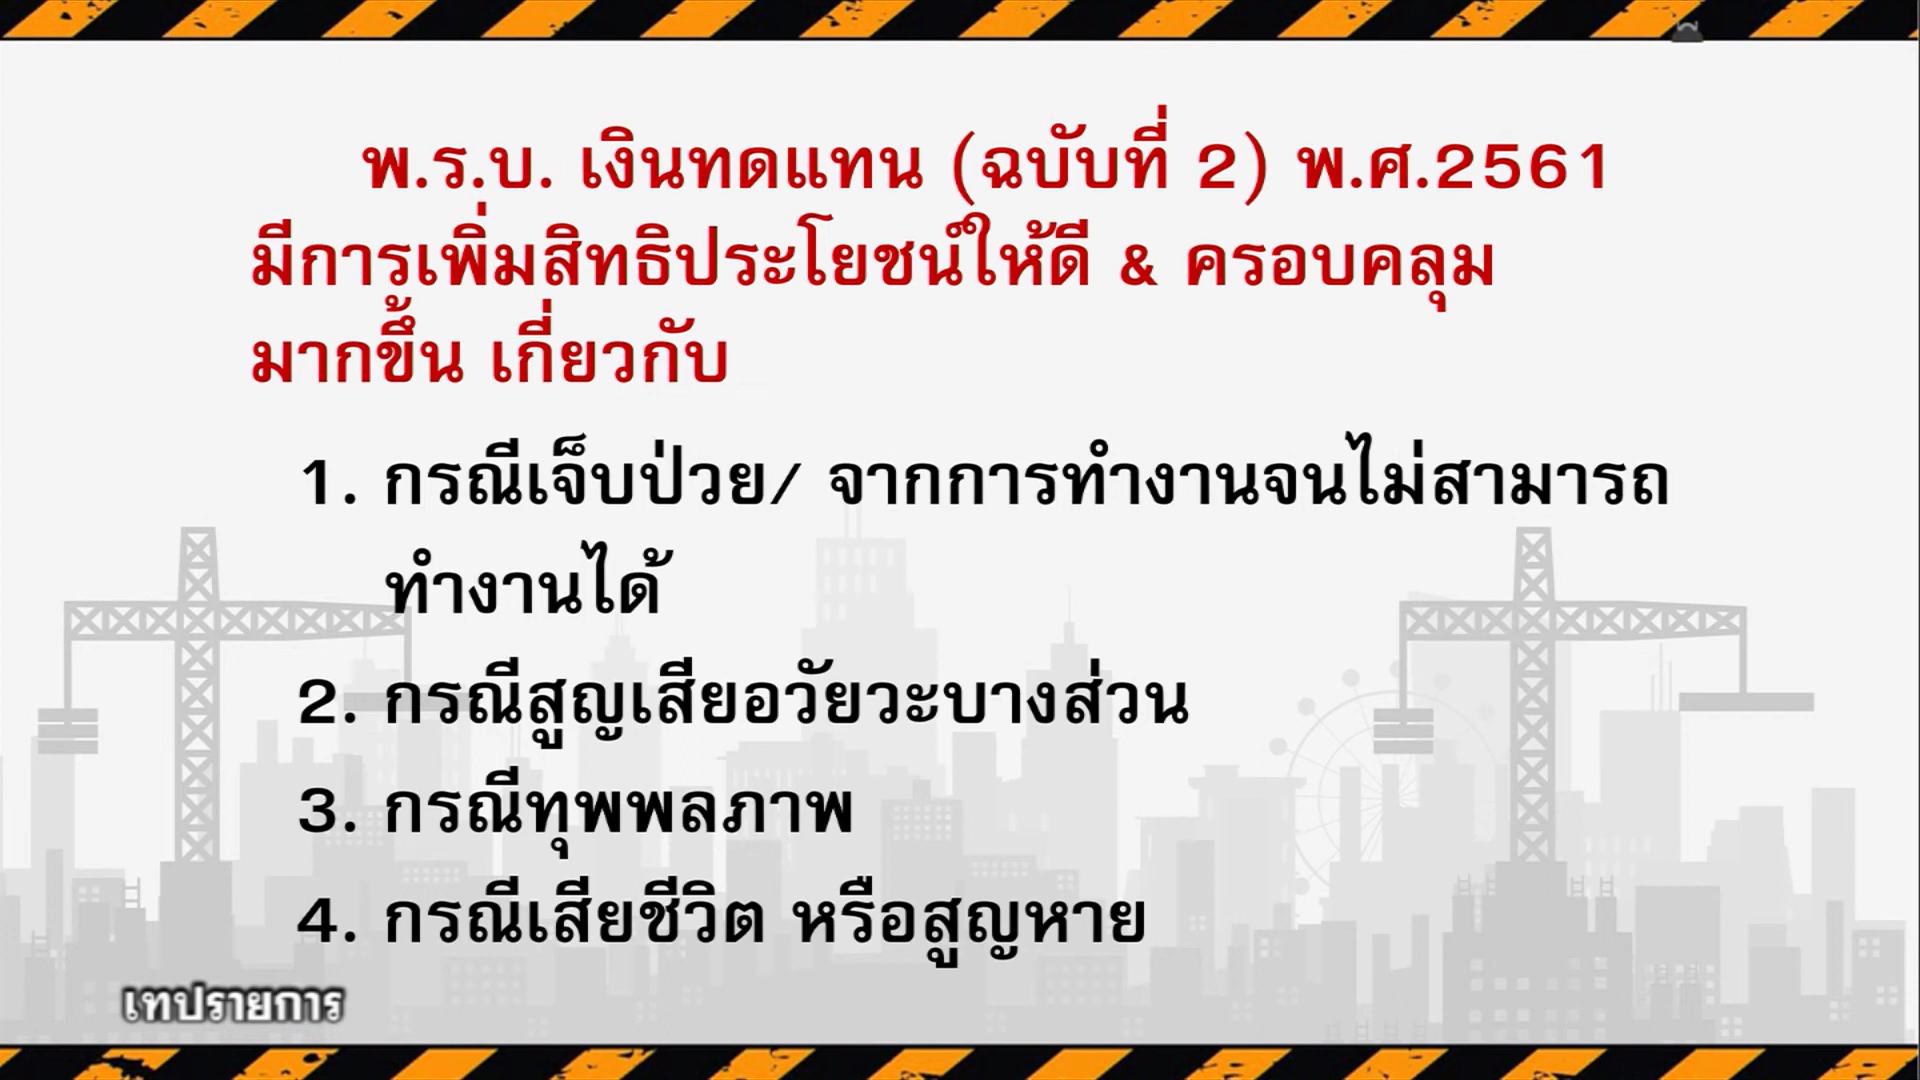 พ.ร.บ. เงินทดแทน (ฉบับที่ 2) พ.ศ.2561
มีการเพิ่มสิทธิประโยชน์ให้ดี & ครอบคลุม
มากขึ้น เกี่ยวกับ
1. กรณีเจ็บป่วย/ จากการทำงานจนไม่สามารถ
ทำงานได้
2. กรณีสูญเสียอวัยวะบางส่วน
3. กรณีทุพพลภาพ
4. กรณีเสียชีวิต หรือสูญหาย
เทปรายการ